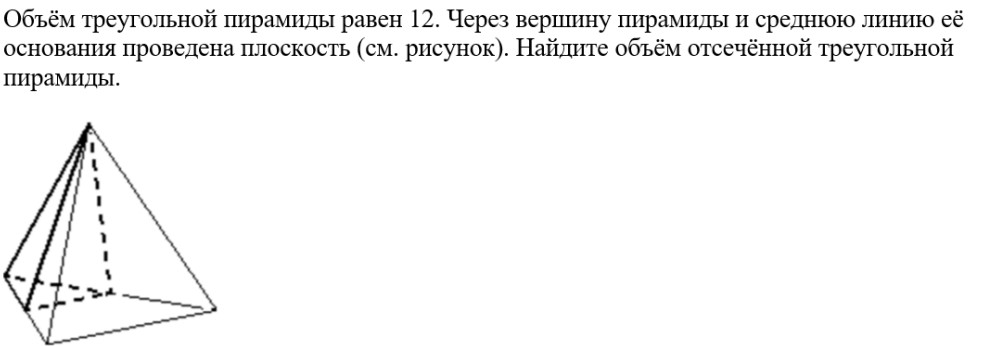 Объём треугольной пирамиды равен 12. Через вершину пирамиды и среднюю линию её
основания проведена плоскость (см. рисунок). Найдите объём отсечённой треугольной
пирамиды.